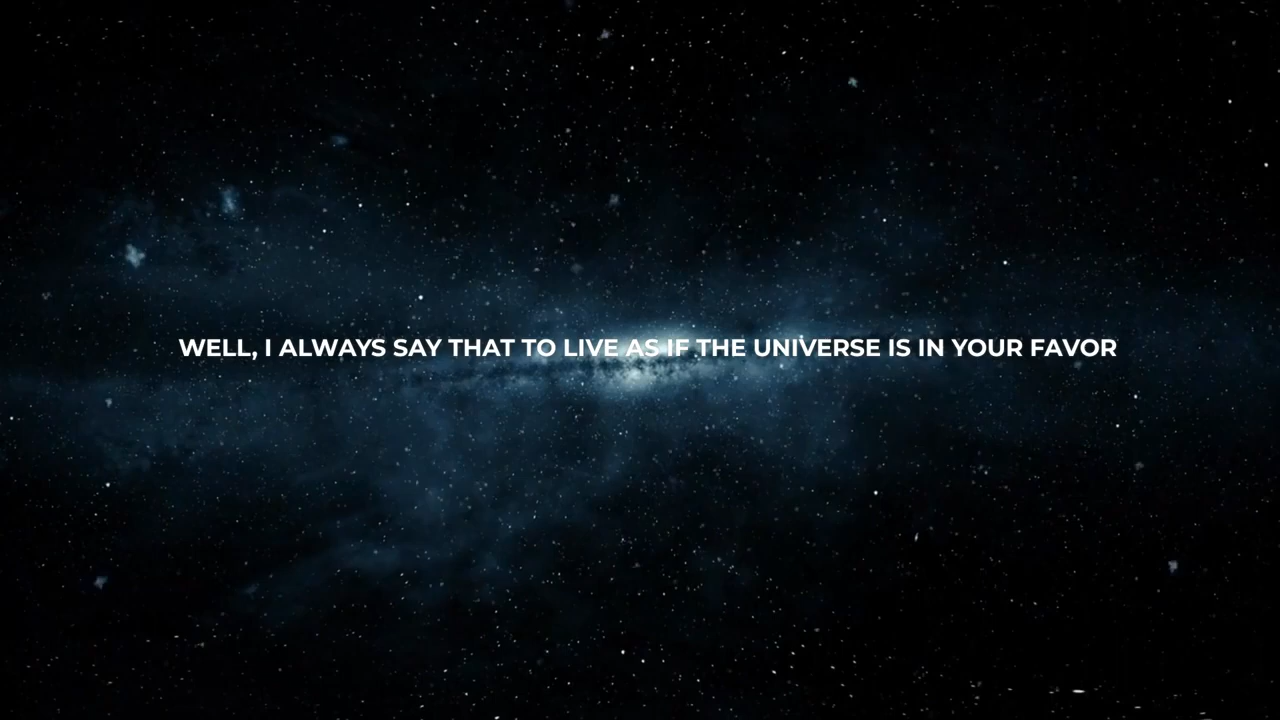 WELL, I ALWAYS SAY THAT TO LIVE AS IF THE UNIVERSE IS IN YOUR FAVOR